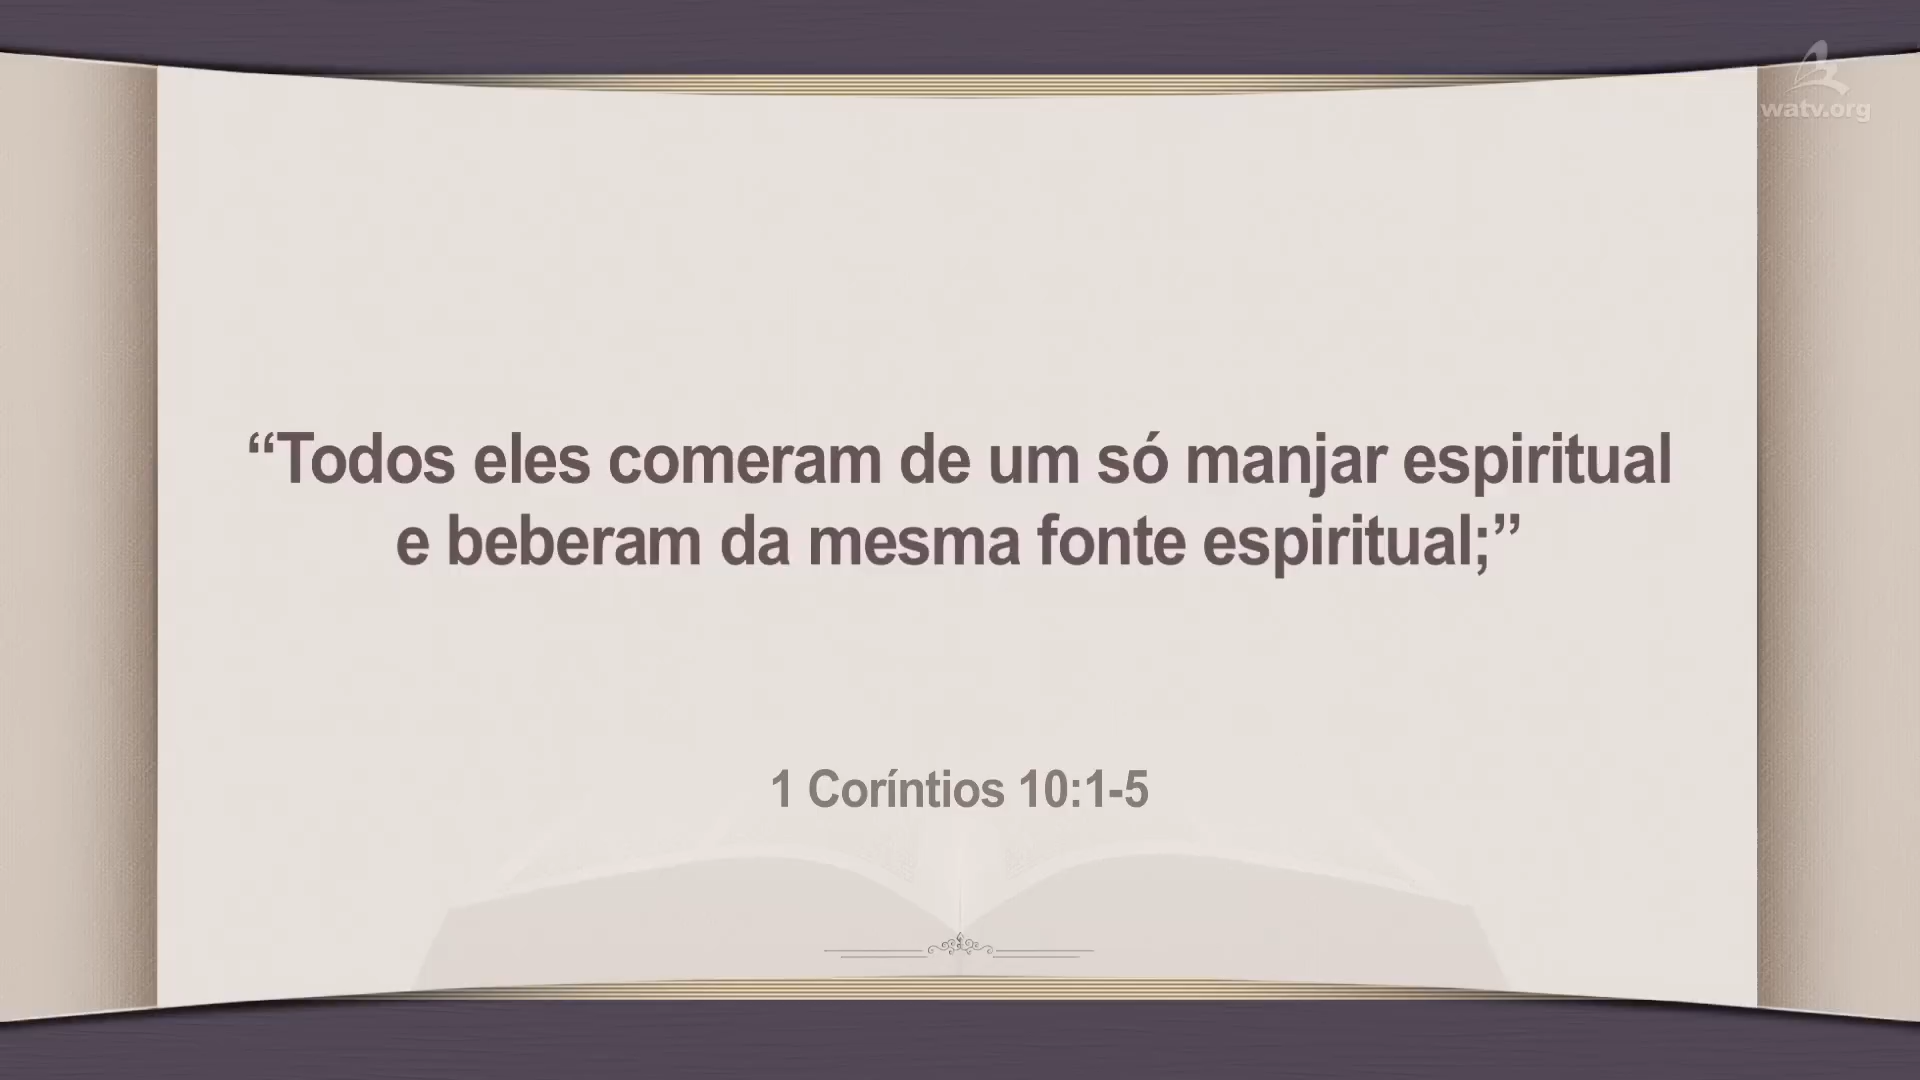 watv.org
“Todos eles comeram de um só manjar espiritual
e beberam da mesma fonte espiritual;”
1 Coríntios 10:1-5